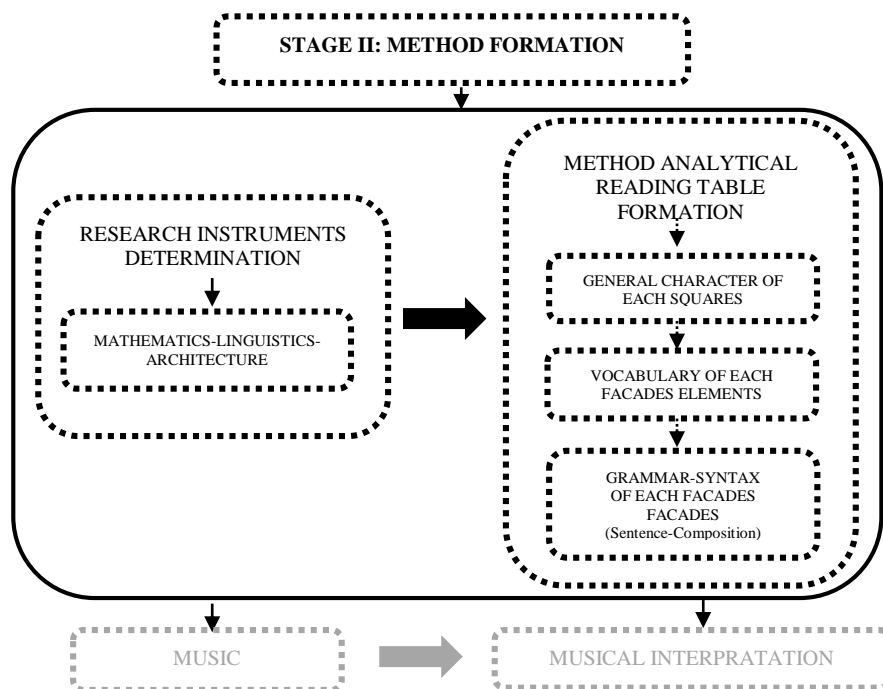 STAGE II: METHOD FORMATION
RESEARCH INSTRUMENTS
DETERMINATION
MATHEMATICS-LINGUISTICS-
ARCHITECTURE
METHOD ANALYTICAL
READING TABLE
FORMATION
GENERAL CHARACTER OF
EACH SQUARES
VOCABULARY OF EACH
FACADES ELEMENTS
GRAMMAR-SYNTAX
OF EACH FACADES
FACADES
(Sentence-Composition)
MUSIC
MUSICAL INTERPRATATION